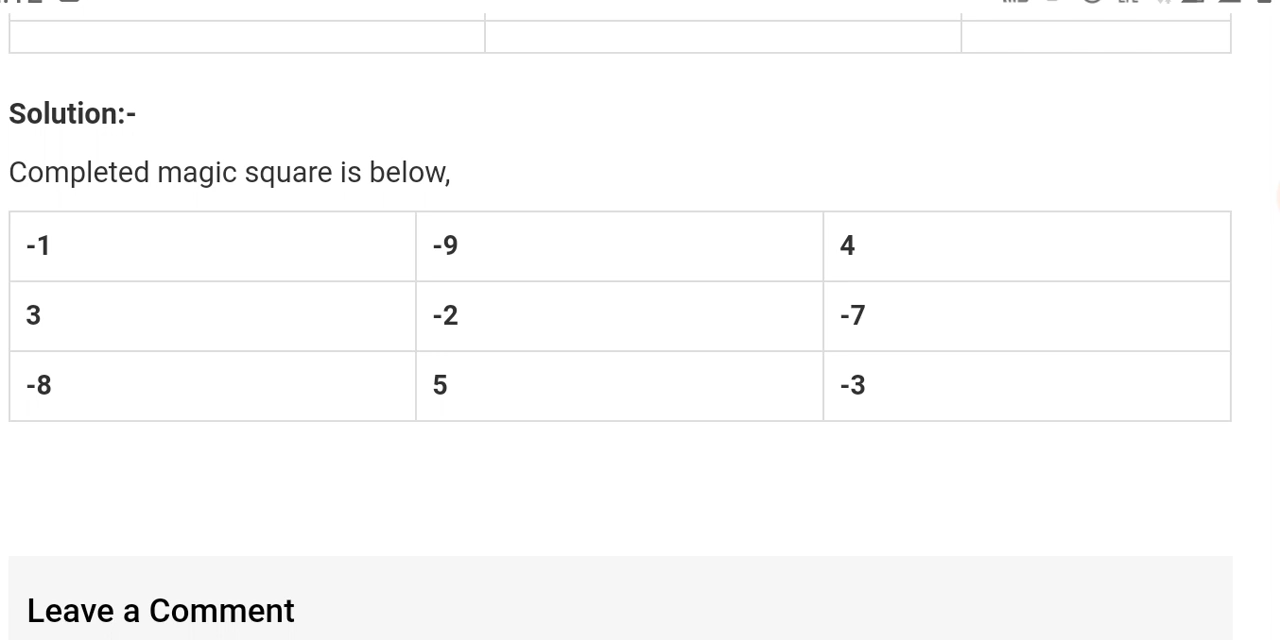 Solution:-
Completed magic square is below,
-1 -9 4
3 -2 -7
-8 5 -3
Leave a Comment